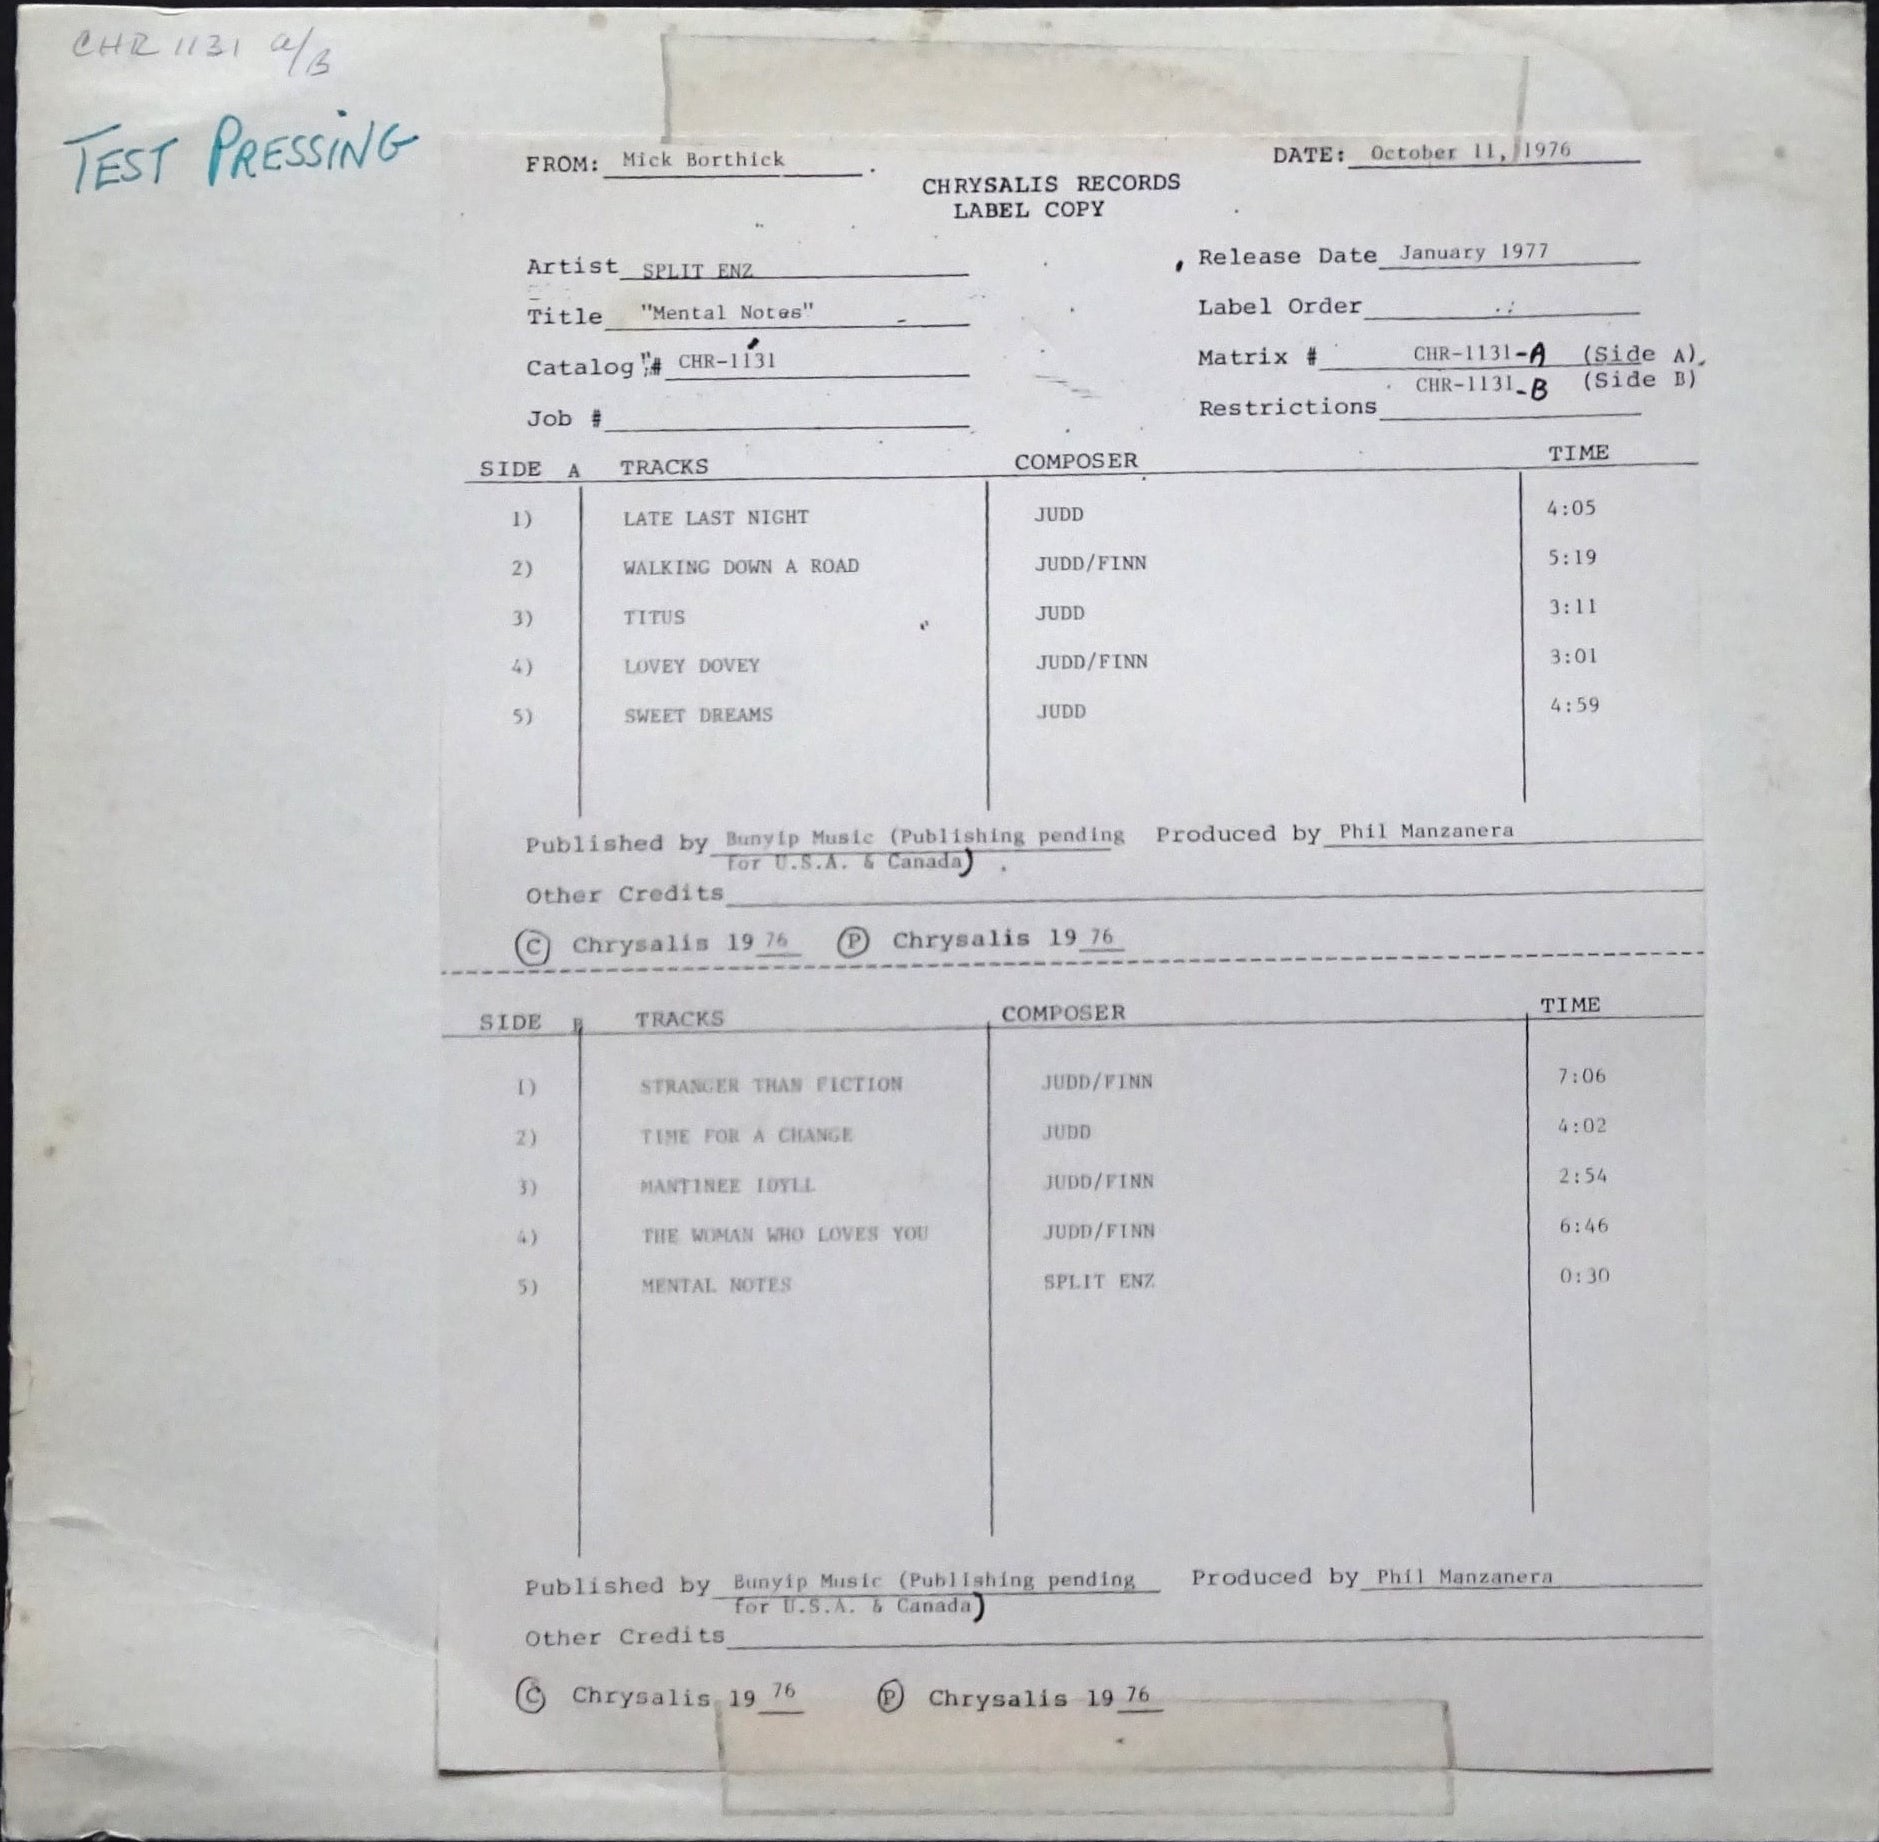 CHR 1131 a/B
TEST PRESSING
FROM: Mick Borthick . DATE: October 11, 1976
CHRYSALIS RECORDS
LABEL COPY
Artist SPLIT ENZ Release Date January 1977
Title "Mental Notes" Label Order
Catalog # CHR-1131 Matrix # CHR-1131-A (Side A),
CHR-1131-B (Side B)
Job # Restrictions
SIDE A TRACKS COMPOSER TIME
1) LATE LAST NIGHT JUDD 4:05
2) WALKING DOWN A ROAD JUDD/FINN 5:19
3) TITUS JUDD 3:11
4) LOVEY DOVEY JUDD/FINN 3:01
5) SWEET DREAMS JUDD 4:59
Published by Bunyip Music (Publishing pending Produced by Phil Manzanera
for U.S.A. & Canada) .
Other Credits
© Chrysalis 1976 ℗ Chrysalis 1976
SIDE B TRACKS COMPOSER TIME
1) STRANGER THAN FICTION JUDD/FINN 7:06
2) TIME FOR A CHANGE JUDD 4:02
3) MANTINEE IDYLL JUDD/FINN 2:54
4) THE WOMAN WHO LOVES YOU JUDD/FINN 6:46
5) MENTAL NOTES SPLIT ENZ 0:30
Published by Bunyip Music (Publishing pending Produced by Phil Manzanera
for U.S.A. & Canada)
Other Credits
© Chrysalis 1976 ℗ Chrysalis 1976